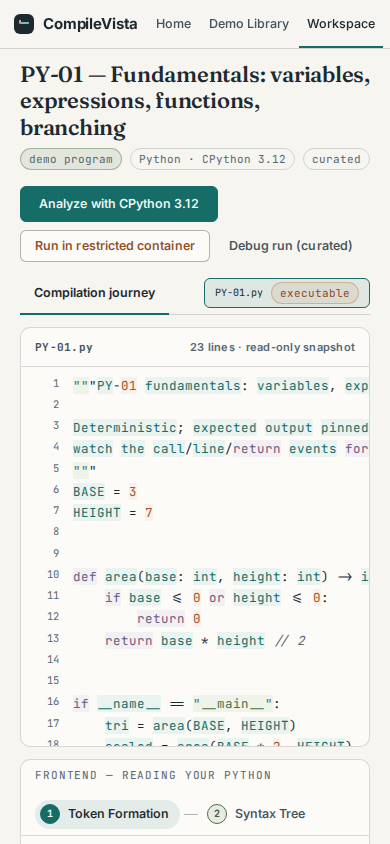 CompileVista Home Demo Library Workspace
PY-01 — Fundamentals: variables,
expressions, functions,
branching
demo program Python · CPython 3.12 curated
Analyze with CPython 3.12
Run in restricted container Debug run (curated)
Compilation journey PY-01.py executable
PY-01.py 23 lines · read-only snapshot
1 """PY-01 fundamentals: variables, exp
2
3 Deterministic; expected output pinned
4 watch the call/line/return events for
5 """
6 BASE = 3
7 HEIGHT = 7
8
9
10 def area(base: int, height: int) -> i
11 if base <= 0 or height <= 0:
12 return 0
13 return base * height // 2
14
15
16 if __name__ == "__main__":
17 tri = area(BASE, HEIGHT)
18 scaled = area(BASE * 2, HEIGHT)
FRONTEND — READING YOUR PYTHON
1 Token Formation — 2 Syntax Tree